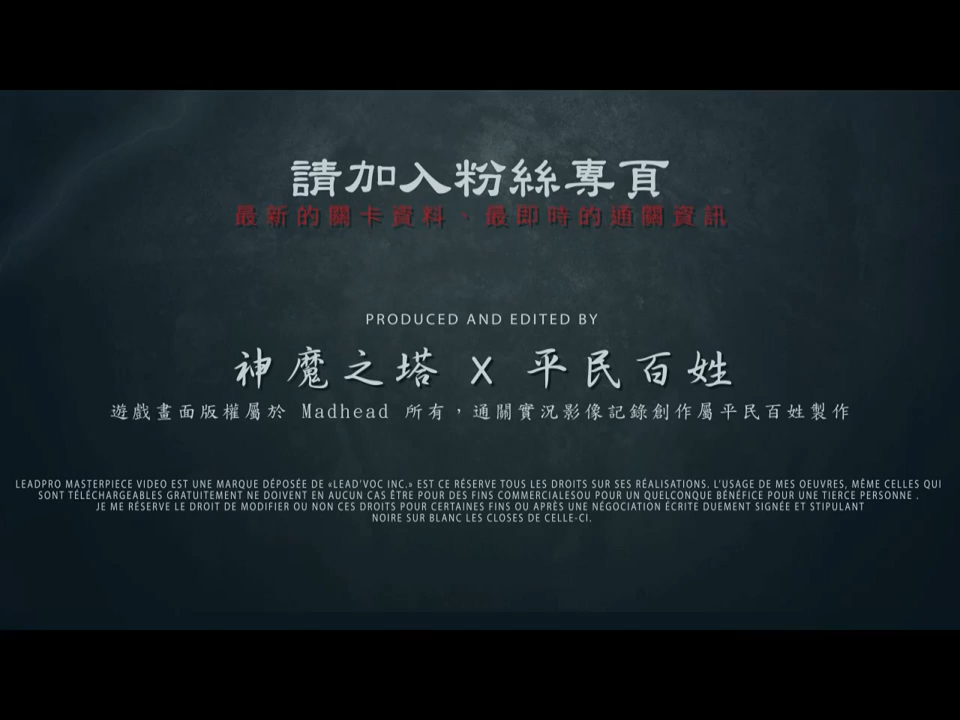 請加入粉絲專頁
最新的關卡資料、最即時的通關資訊
PRODUCED AND EDITED BY
神魔之塔 x 平民百姓
遊戲畫面版權屬於 Madhead 所有，通關實況影像記錄創作屬平民百姓製作
LEADPRO MASTERPIECE VIDEO EST UNE MARQUE DÉPOSÉE DE «LEAD'VOC INC.» EST CE RÉSERVE TOUS LES DROITS SUR SES RÉALISATIONS. L'USAGE DE MES OEUVRES, MÊME CELLES QUI
SONT TÉLÉCHARGEABLES GRATUITEMENT NE DOIVENT EN AUCUN CAS ÊTRE POUR DES FINS COMMERCIALESOU POUR UN QUELCONQUE BÉNÉFICE POUR UNE TIERCE PERSONNE .
JE ME RÉSERVE LE DROIT DE MODIFIER OU NON CES DROITS POUR CERTAINES FINS OU APRÈS UNE NÉGOCIATION ÉCRITE DUEMENT SIGNÉE ET STIPULANT
NOIRE SUR BLANC LES CLOSES DE CELLE-CI.